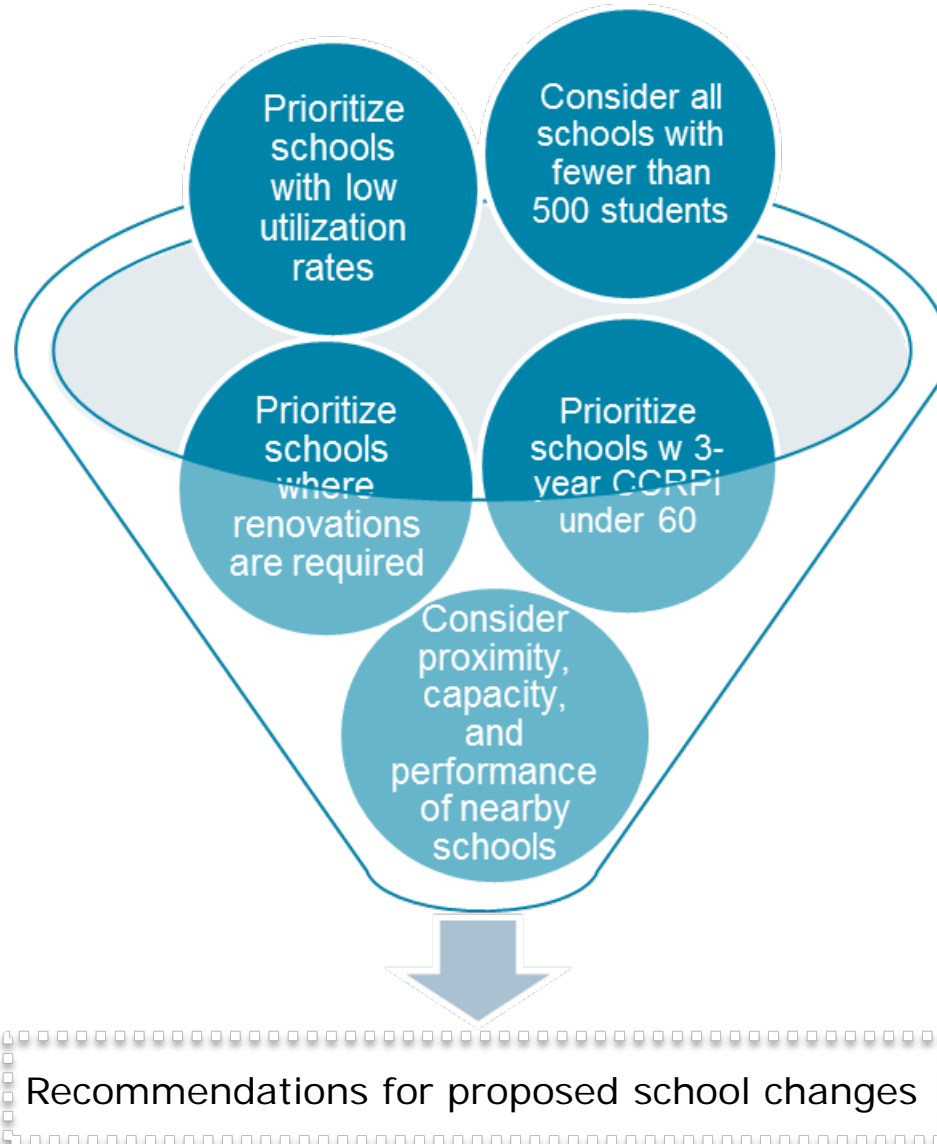 Prioritize
schools
with low
utilization
rates
Consider all
schools with
fewer than
500 students
Prioritize
schools
where
renovations
are required
Prioritize
schools w 3-
year CCRPI
under 60
Consider
proximity,
capacity,
and
performance
of nearby
schools
Recommendations for proposed school changes